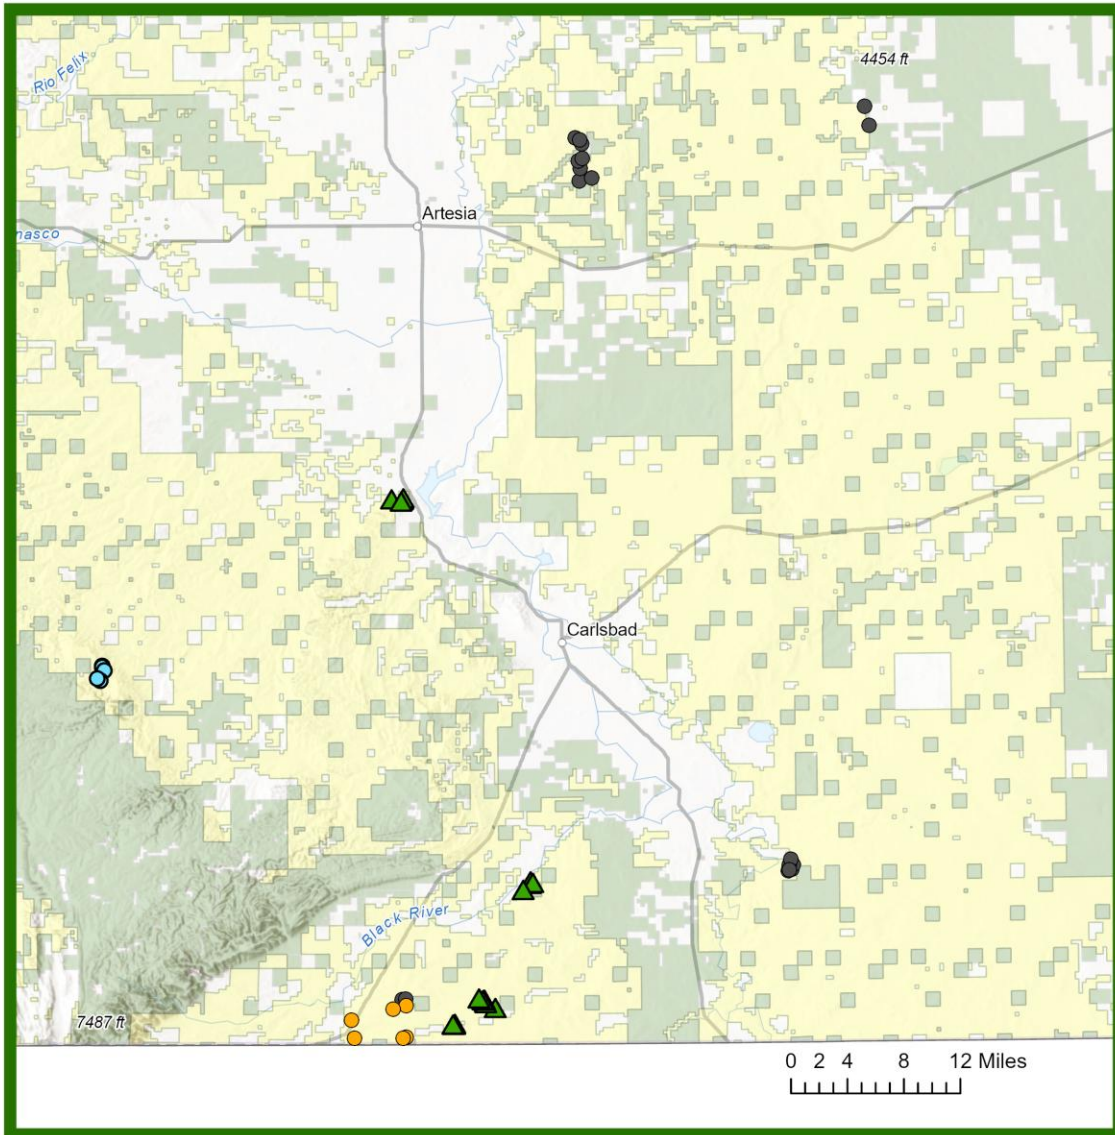 4454 ft
Rio Felix
Artesia
nasco
Carlsbad
Black River
7487 ft
0 2 4 8 12 Miles